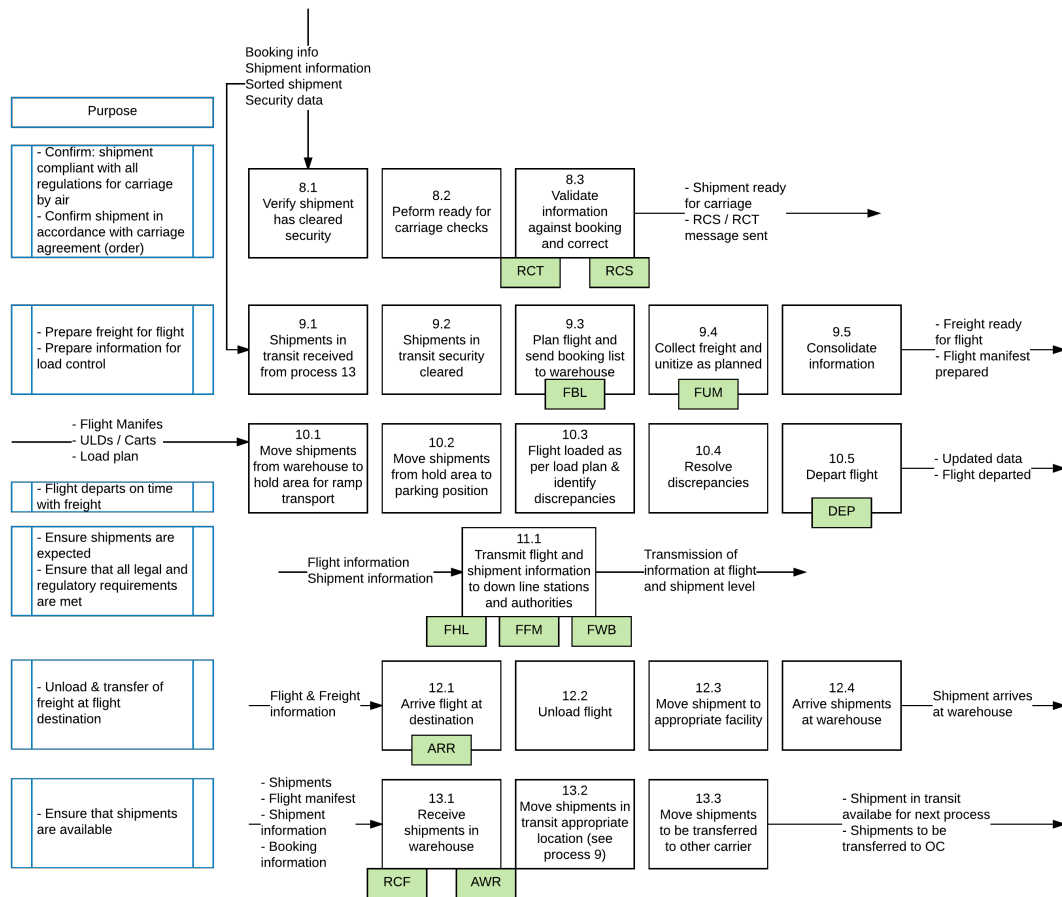 Booking info
Shipment information
Sorted shipment
Security data
Purpose
- Confirm: shipment
compliant with all
regulations for carriage
by air
- Confirm shipment in
accordance with carriage
agreement (order)
8.1
Verify shipment
has cleared
security
8.2
Peform ready for
carriage checks
8.3
Validate
information
against booking
and correct
- Shipment ready
for carriage
- RCS / RCT
message sent
RCT
RCS
- Prepare freight for flight
- Prepare information for
load control
9.1
Shipments in
transit received
from process 13
9.2
Shipments in
transit security
cleared
9.3
Plan flight and
send booking list
to warehouse
9.4
Collect freight and
unitize as planned
9.5
Consolidate
information
- Freight ready
for flight
- Flight manifest
prepared
FBL
FUM
- Flight Manifes
- ULDs / Carts
- Load plan
- Flight departs on time
with freight
10.1
Move shipments
from warehouse to
hold area for ramp
transport
10.2
Move shipments
from hold area to
parking position
10.3
Flight loaded as
per load plan &
identify
discrepancies
10.4
Resolve
discrepancies
10.5
Depart flight
- Updated data
- Flight departed
DEP
- Ensure shipments are
expected
- Ensure that all legal and
regulatory requirements
are met
Flight information
Shipment information
11.1
Transmit flight and
shipment information
to down line stations
and authorities
Transmission of
information at flight
and shipment level
FHL
FFM
FWB
- Unload & transfer of
freight at flight
destination
Flight & Freight
information
12.1
Arrive flight at
destination
12.2
Unload flight
12.3
Move shipment to
appropriate facility
12.4
Arrive shipments
at warehouse
Shipment arrives
at warehouse
ARR
- Ensure that shipments
are available
- Shipments
- Flight manifest
- Shipment
information
- Booking
information
13.1
Receive
shipments in
warehouse
13.2
Move shipments in
transit appropriate
location (see
process 9)
13.3
Move shipments
to be transferred
to other carrier
- Shipment in transit
availabe for next process
- Shipments to be
transferred to OC
RCF
AWR